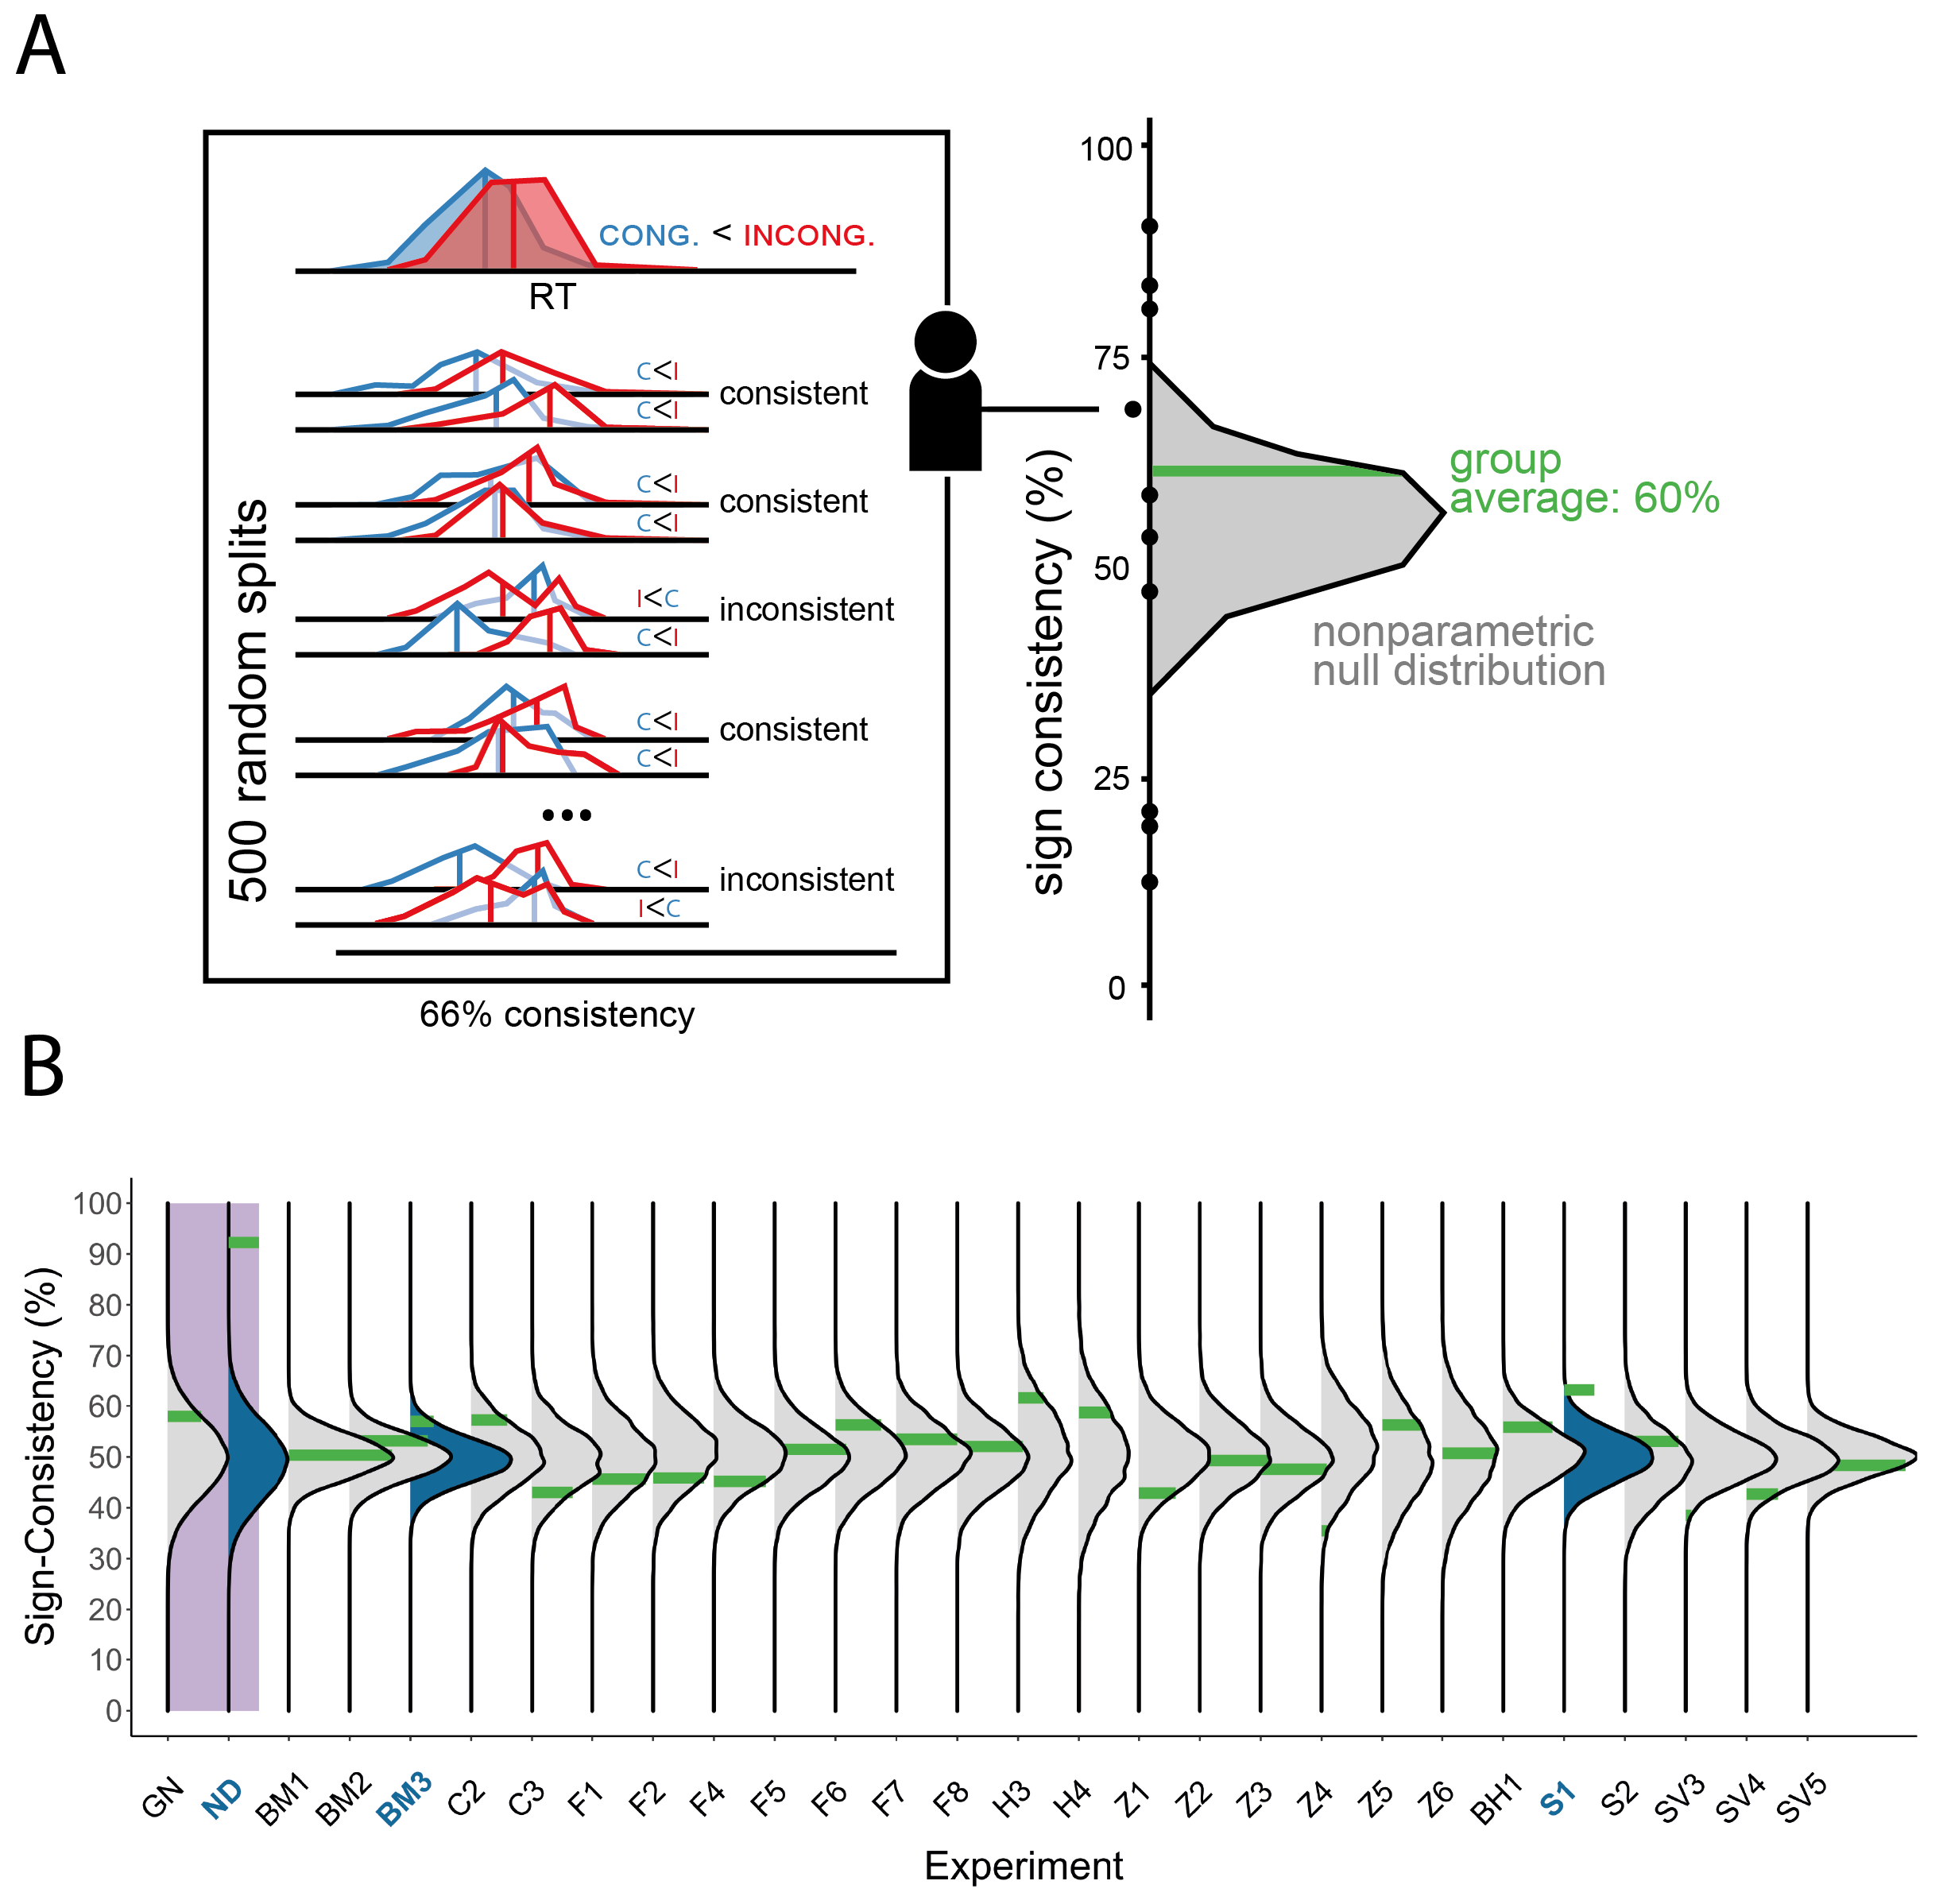 A
CONG. < INCONG.
RT
500 random splits
C<I
C<I
consistent
C<I
C<I
consistent
I<C
C<I
inconsistent
C<I
C<I
consistent
...
C<I
I<C
inconsistent
66% consistency
sign consistency (%)
100
75
50
25
0
group
average: 60%
nonparametric
null distribution
B
Sign-Consistency (%)
100
90
80
70
60
50
40
30
20
10
0
GN ND BM1 BM2 BM3 C2 C3 F1 F2 F4 F5 F6 F7 F8 H3 H4 Z1 Z2 Z3 Z4 Z5 Z6 BH1 S1 S2 SV3 SV4 SV5
Experiment